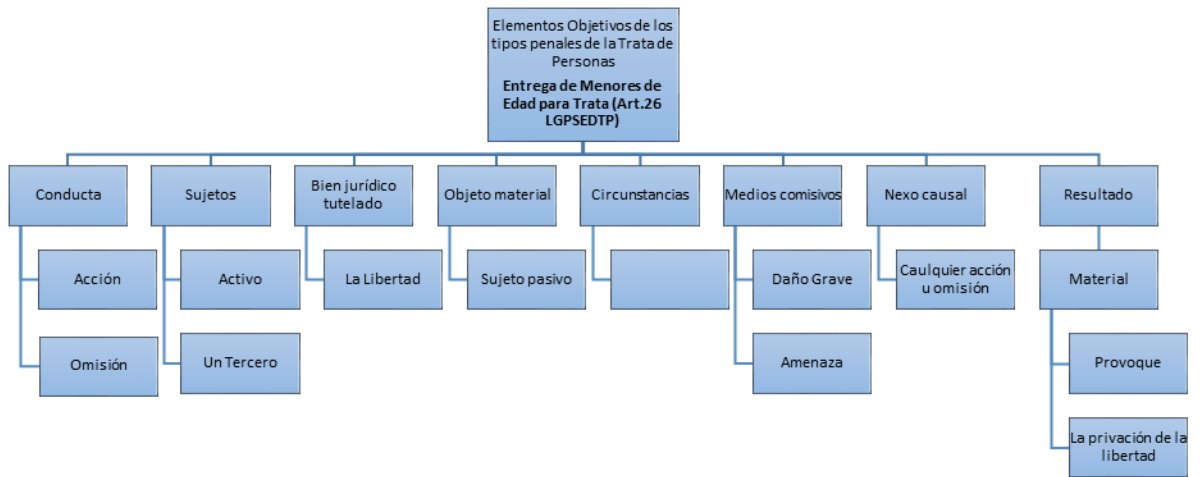 Elementos Objetivos de los
tipos penales de la Trata de
Personas
Entrega de Menores de
Edad para Trata (Art.26
LGPSEDTP)
Conducta
Sujetos
Bien jurídico
tutelado
Objeto material
Circunstancias
Medios comisivos
Nexo causal
Resultado
Acción
Activo
La Libertad
Sujeto pasivo
Daño Grave
Caulquier acción
u omisión
Material
Omisión
Un Tercero
Amenaza
Provoque
La privación de la
libertad